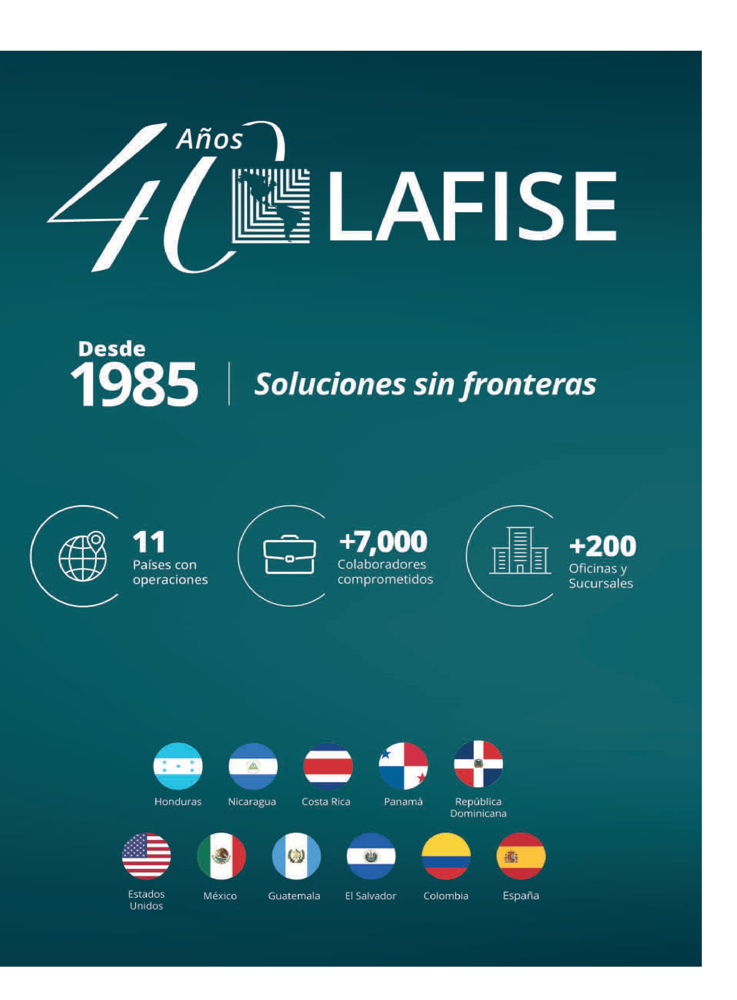 40 Años
LAFISE
Desde
1985
Soluciones sin fronteras
11
Países con
operaciones
+7,000
Colaboradores
comprometidos
+200
Oficinas y
Sucursales
Honduras
Nicaragua
Costa Rica
Panamá
República
Dominicana
Estados
Unidos
México
Guatemala
El Salvador
Colombia
España